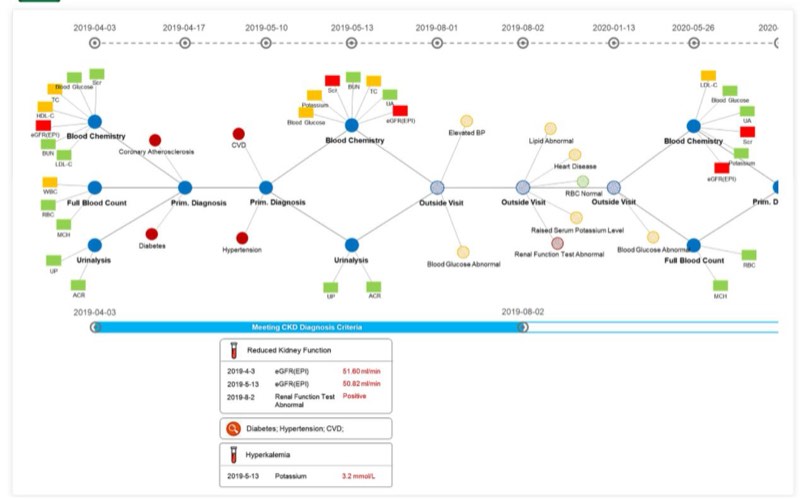 2019-04-03 2019-04-17 2019-05-10 2019-05-13 2019-08-01 2019-08-02 2020-01-13 2020-05-26 2020-
Blood Glucose Scr
TC
HDL-C
eGFR(EPI)
BUN
LDL-C
Blood Chemistry
WBC
RBC
MCH
Full Blood Count
Urinalysis
UP
ACR
Coronary Atherosclerosis
Prim. Diagnosis
Diabetes
CVD
Prim. Diagnosis
Hypertension
Scr BUN TC
Potassium UA
Blood Glucose eGFR(EPI)
Blood Chemistry
Urinalysis
UP ACR
Elevated BP
Outside Visit
Blood Glucose Abnormal
Lipid Abnormal
Heart Disease
RBC Normal
Outside Visit
Raised Serum Potassium Level
Renal Function Test Abnormal
Outside Visit
Blood Glucose Abnormal
LDL-C
Blood Glucose
UA
Blood Chemistry
Scr
Potassium
eGFR(EPI)
Prim. D
Full Blood Count
RBC
MCH
2019-04-03 2019-08-02
Meeting CKD Diagnosis Criteria
Reduced Kidney Function
2019-4-3 eGFR(EPI) 51.60 ml/min
2019-5-13 eGFR(EPI) 50.82 ml/min
2019-8-2 Renal Function Test Positive
Abnormal
Diabetes; Hypertension; CVD;
Hyperkalemia
2019-5-13 Potassium 3.2 mmol/L